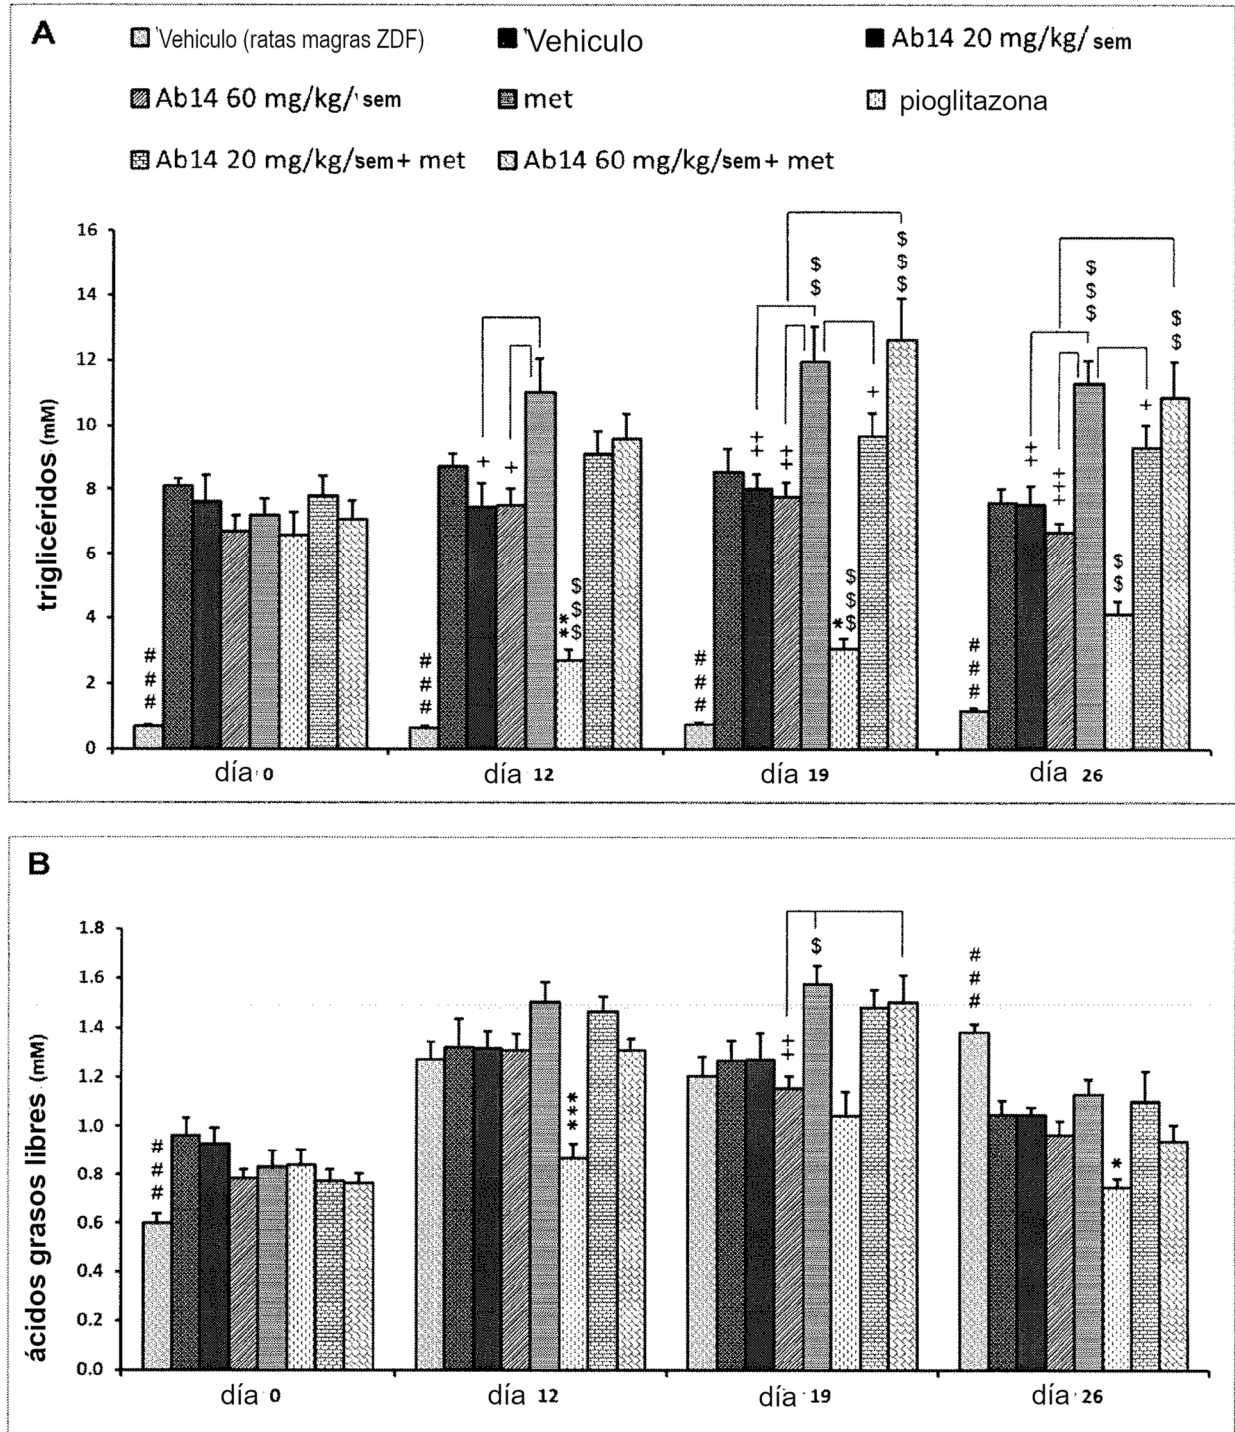 A
Vehiculo (ratas magras ZDF)
Vehiculo
Ab14 20 mg/kg/ sem
Ab14 60 mg/kg/ sem
met
pioglitazona
Ab14 20 mg/kg/sem + met
Ab14 60 mg/kg/sem + met
triglicéridos (mM)
16
14
12
10
8
6
4
2
0
###
###
+
+
**
$$$
###
++
++
$$
*
$$$
+
$$$
###
++
+++
$$$
$$
+
$$
día 0
día 12
día 19
día 26
B
ácidos grasos libres (mM)
1.8
1.6
1.4
1.2
1.0
0.8
0.6
0.4
0.2
0.0
###
***
++
$
###
*
día 0
día 12
día 19
día 26